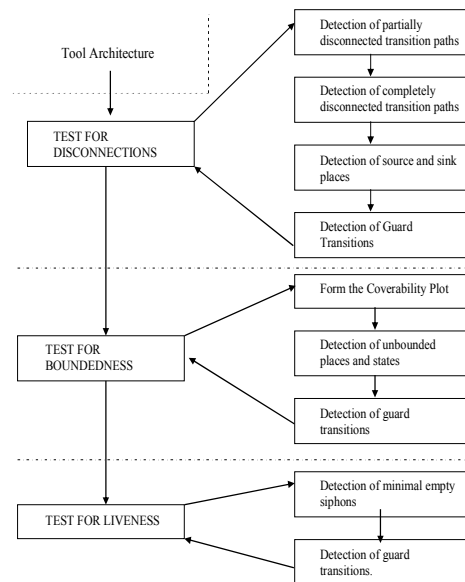 Tool Architecture
TEST FOR
DISCONNECTIONS
Detection of partially
disconnected transition paths
Detection of completely
disconnected transition paths
Detection of source and sink
places
Detection of Guard
Transitions
TEST FOR
BOUNDEDNESS
Form the Coverability Plot
Detection of unbounded
places and states
Detection of guard
transitions
TEST FOR LIVENESS
Detection of minimal empty
siphons
Detection of guard
transitions.